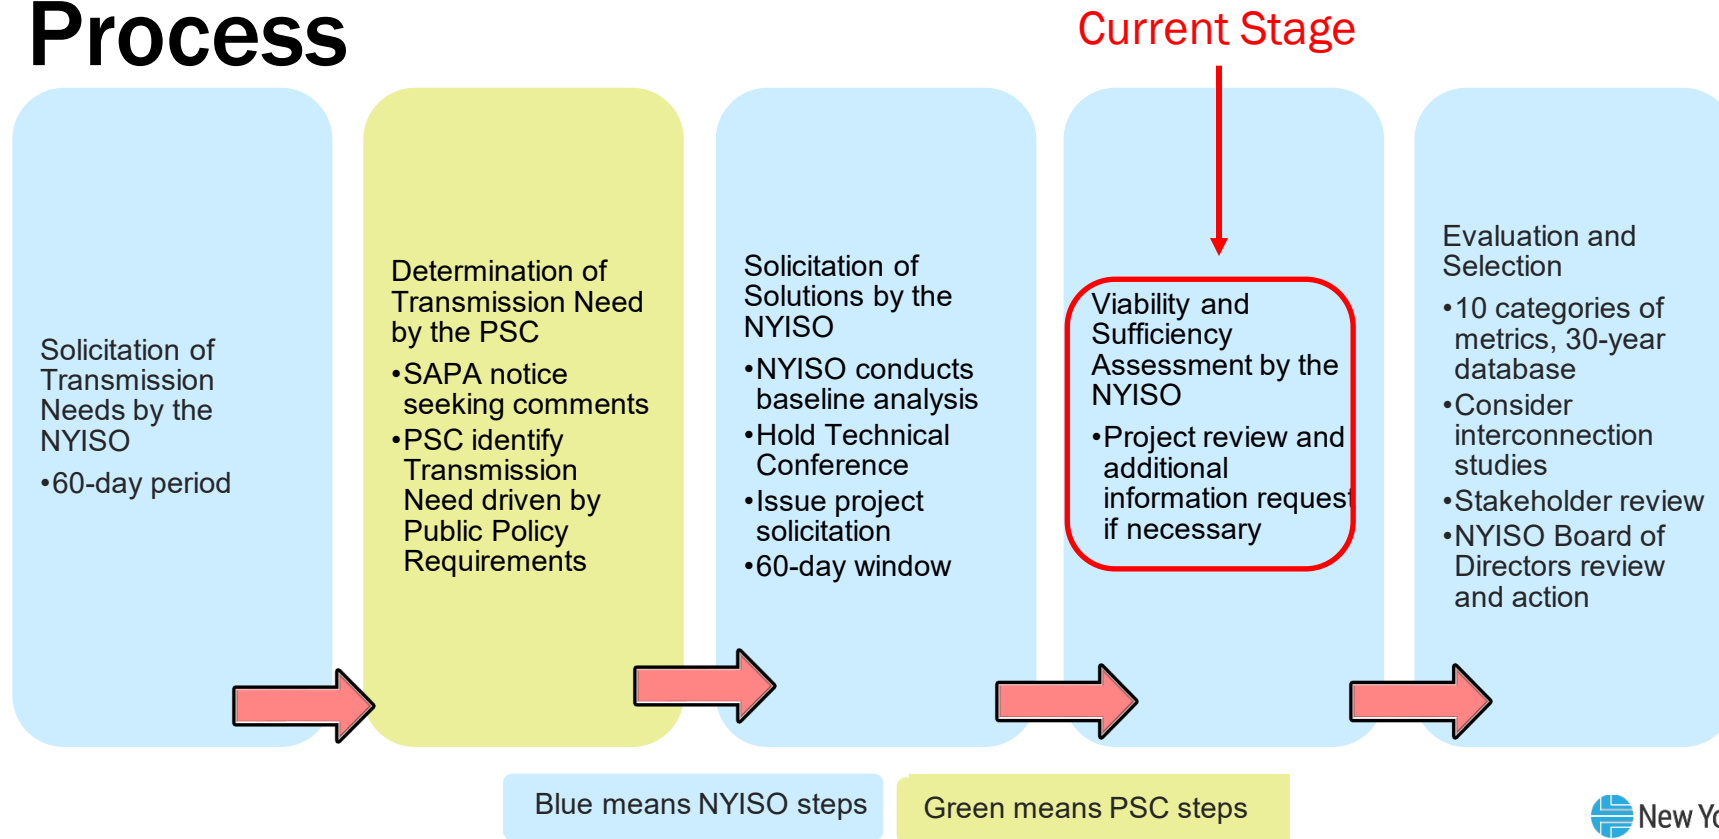 Process
Current Stage
Solicitation of
Transmission
Needs by the
NYISO
•60-day period
Determination of
Transmission Need
by the PSC
•SAPA notice
seeking comments
•PSC identify
Transmission
Need driven by
Public Policy
Requirements
Solicitation of
Solutions by the
NYISO
•NYISO conducts
baseline analysis
•Hold Technical
Conference
•Issue project
solicitation
•60-day window
Viability and
Sufficiency
Assessment by the
NYISO
•Project review and
additional
information request
if necessary
Evaluation and
Selection
•10 categories of
metrics, 30-year
database
•Consider
interconnection
studies
•Stakeholder review
•NYISO Board of
Directors review
and action
Blue means NYISO steps
Green means PSC steps
New Yo